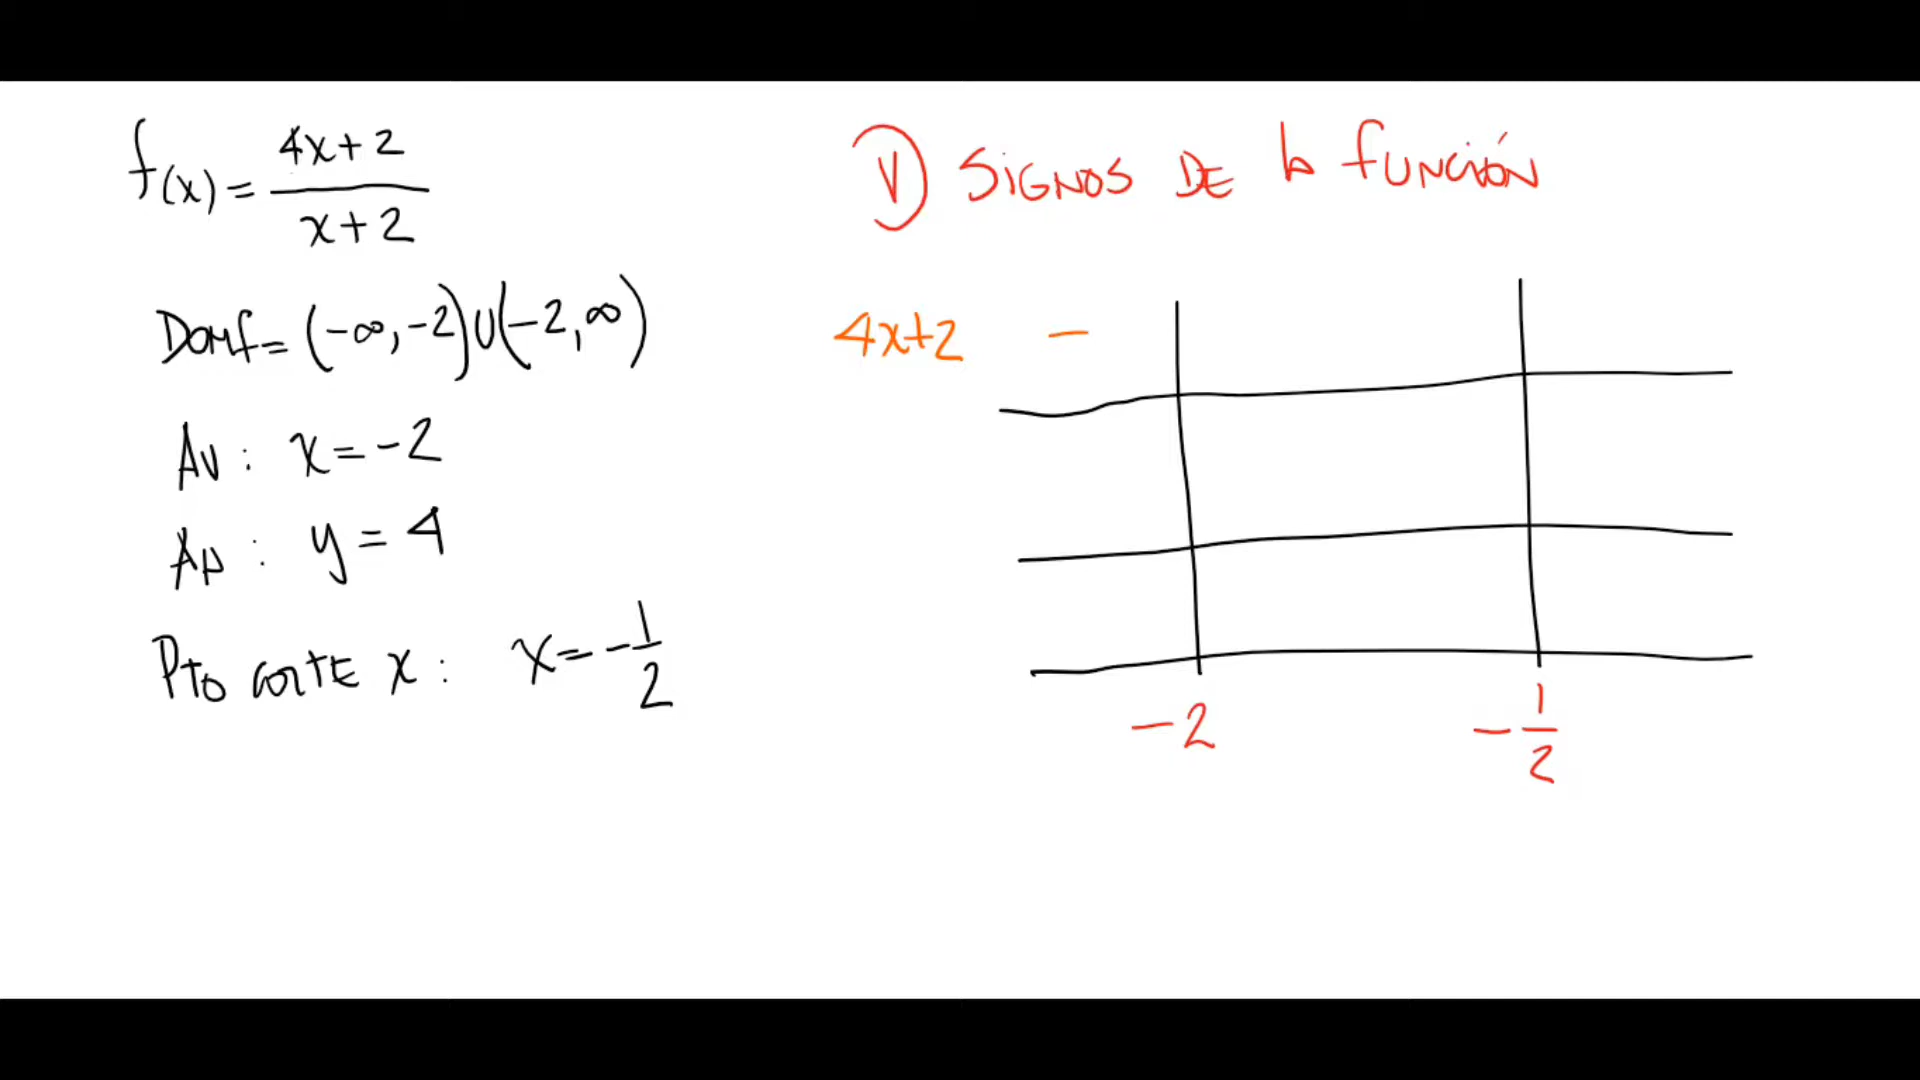 f(x) = (4x+2)/(x+2)
Domf = (-∞,-2)U(-2,∞)
AV : x = -2
AH : y = 4
Pto corte x : x = -1/2
V) SIGNOS DE la FUNCIÓN
4x+2 -
-2 -1/2